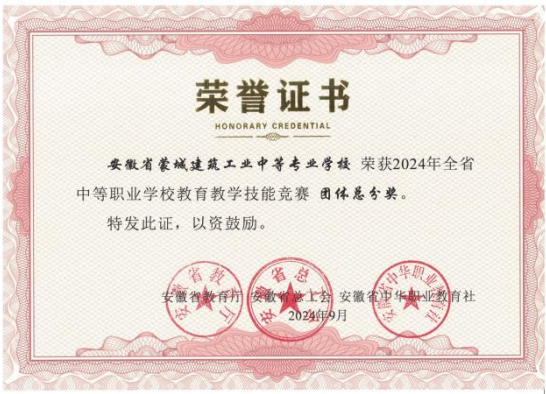 荣誉证书
HONORARY CREDENTIAL
安徽省蒙城建筑工业中等专业学校 荣获2024年全省
中等职业学校教育教学技能竞赛 团体总分奖。
特发此证，以资鼓励。
安徽省教育厅 安徽省总工会 安徽省中华职业教育社
2024年9月